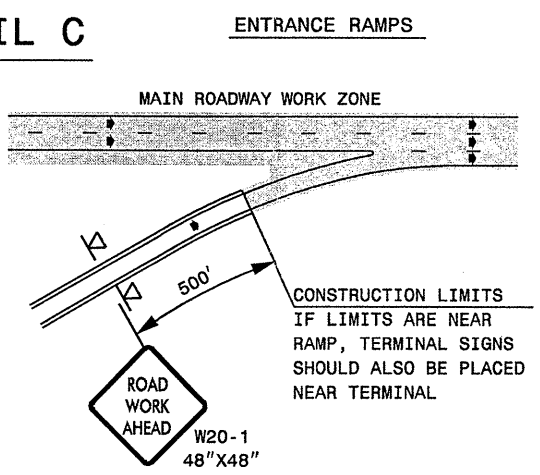 IL C
ENTRANCE RAMPS
MAIN ROADWAY WORK ZONE
500'
CONSTRUCTION LIMITS
IF LIMITS ARE NEAR
RAMP, TERMINAL SIGNS
SHOULD ALSO BE PLACED
NEAR TERMINAL
ROAD
WORK
AHEAD
W20-1
48"X48"